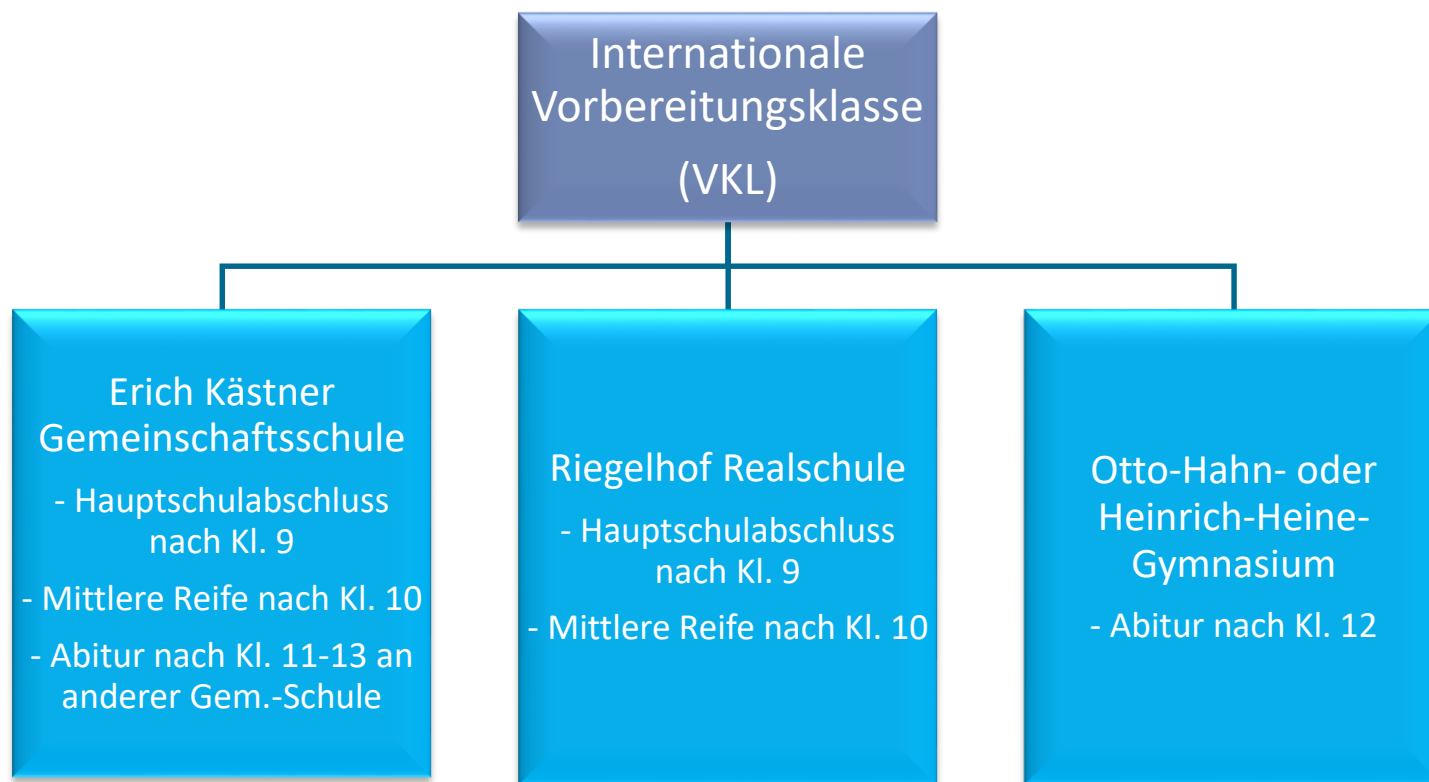 Internationale
Vorbereitungsklasse
(VKL)
Erich Kästner
Gemeinschaftsschule
- Hauptschulabschluss
nach Kl. 9
- Mittlere Reife nach Kl. 10
- Abitur nach Kl. 11-13 an
anderer Gem.-Schule
Riegelhof Realschule
- Hauptschulabschluss
nach Kl. 9
- Mittlere Reife nach Kl. 10
Otto-Hahn- oder
Heinrich-Heine-
Gymnasium
- Abitur nach Kl. 12